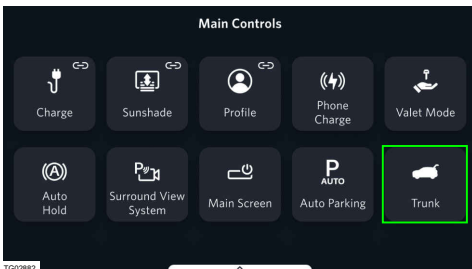 Main Controls
Charge
Sunshade
Profile
Phone
Charge
Valet Mode
A
Auto
Hold
P
Surround View
System
Main Screen
P
AUTO
Auto Parking
Trunk
TG02882